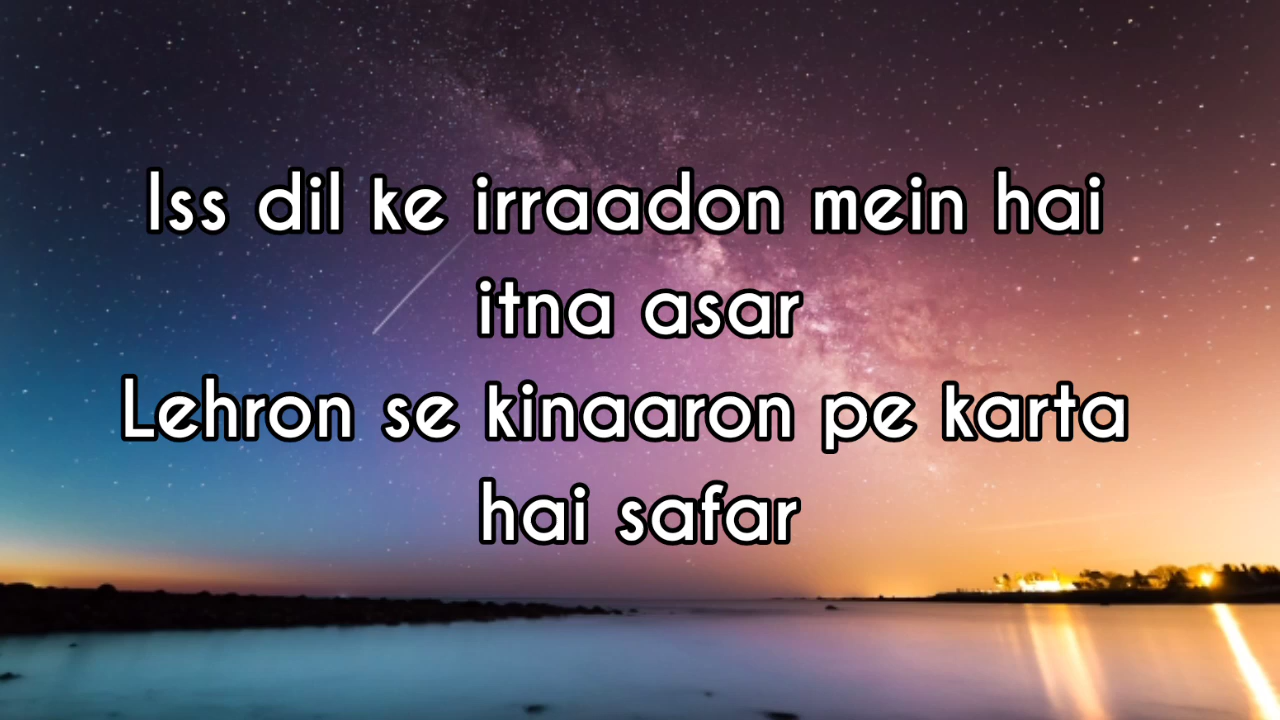 Iss dil ke irraadon mein hai
itna asar
Lehron se kinaaron pe karta
hai safar